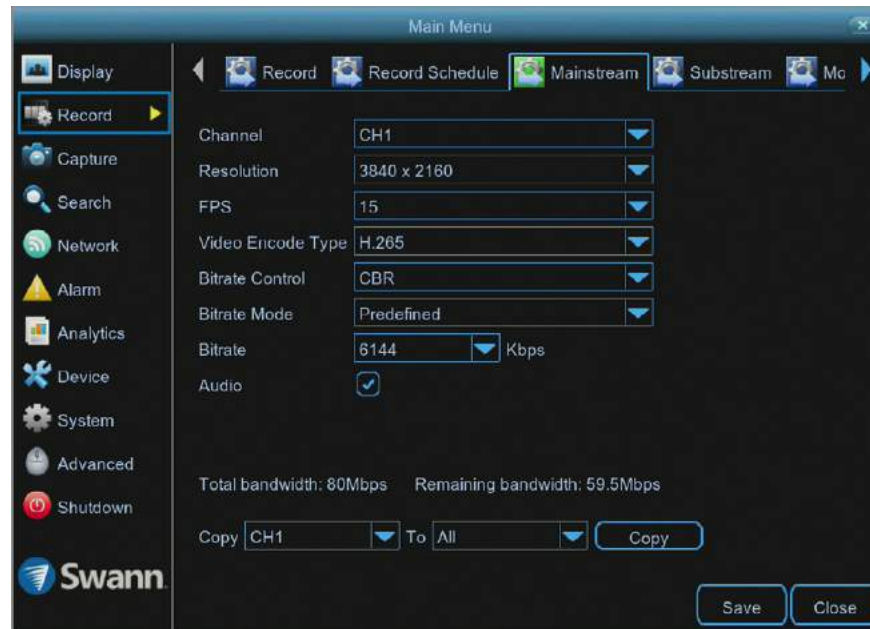 Main Menu
Display
Record
Capture
Search
Network
Alarm
Analytics
Device
System
Advanced
Shutdown
Swann
Record Record Schedule Mainstream Substream Mo
Channel CH1
Resolution 3840 x 2160
FPS 15
Video Encode Type H.265
Bitrate Control CBR
Bitrate Mode Predefined
Bitrate 6144 Kbps
Audio
Total bandwidth: 80Mbps Remaining bandwidth: 59.5Mbps
Copy CH1 To All Copy
Save Close